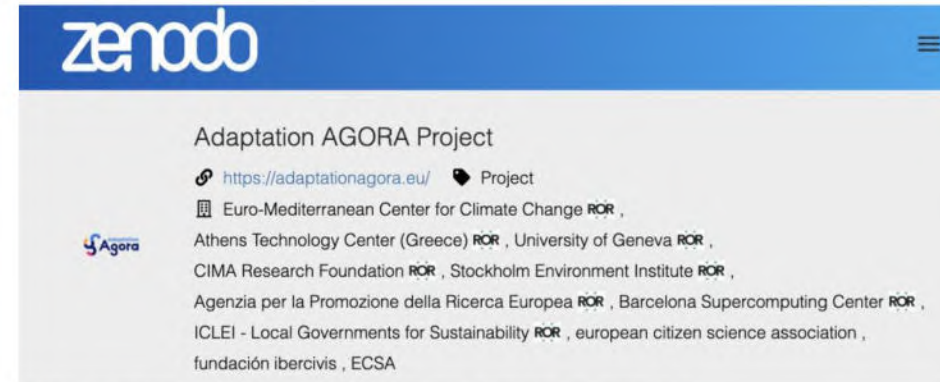 zenodo
Adaptation AGORA Project
https://adaptationagora.eu/ Project
Euro-Mediterranean Center for Climate Change ROR ,
adaptation
Agora
Athens Technology Center (Greece) ROR , University of Geneva ROR ,
CIMA Research Foundation ROR , Stockholm Environment Institute ROR ,
Agenzia per la Promozione della Ricerca Europea ROR , Barcelona Supercomputing Center ROR ,
ICLEI - Local Governments for Sustainability ROR , european citizen science association ,
fundación ibercivis , ECSA